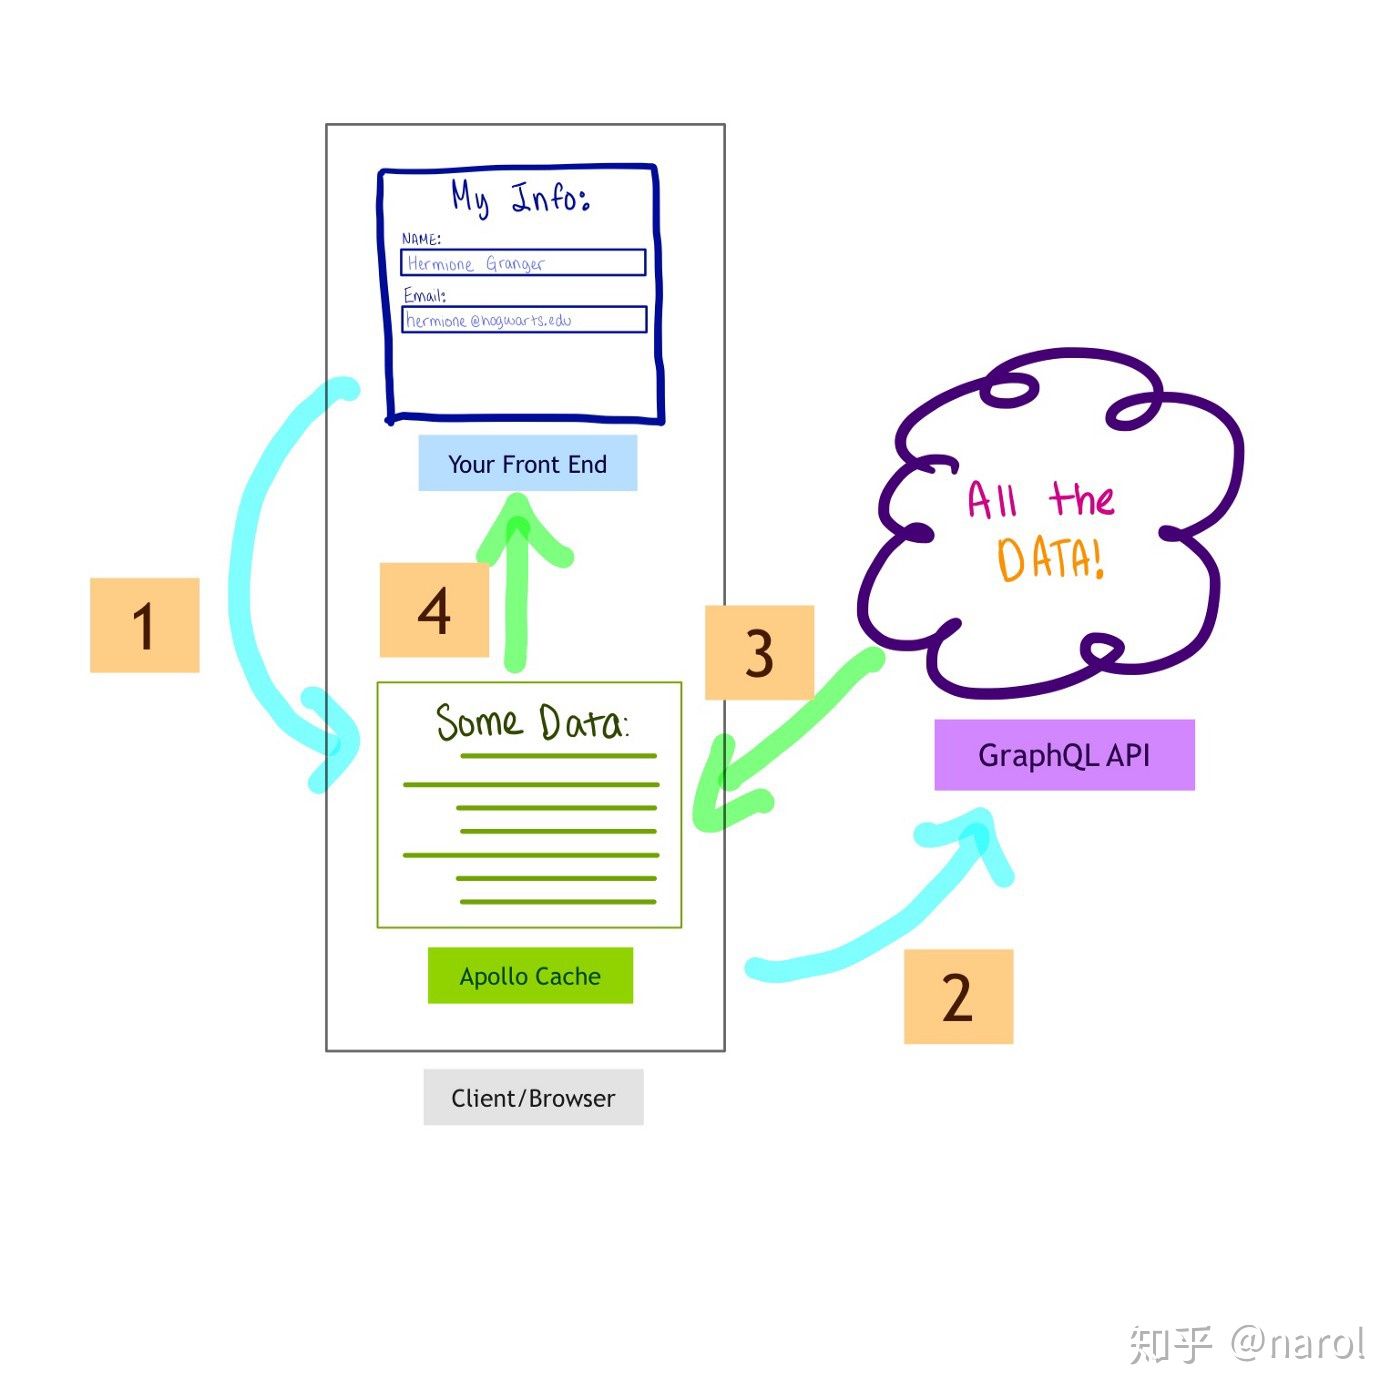 My Info:
NAME:
Hermione Granger
Email:
hermione@hogwarts.edu
Your Front End
1
4
3
All the
DATA!
Some Data:
GraphQL API
Apollo Cache
2
Client/Browser
知乎 @narol